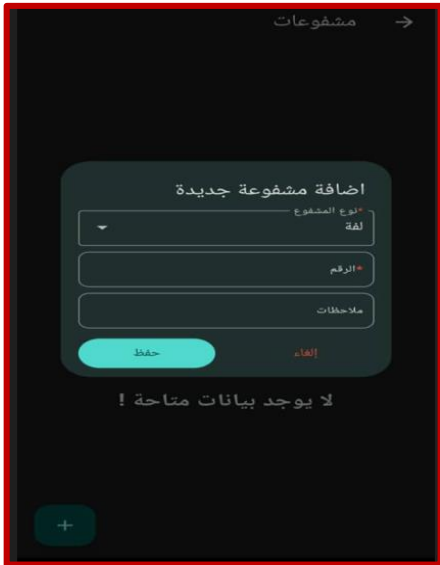 مشفوعات
اضافة مشفوعة جديدة
*نوع المشفوع
لفة
*الرقم
ملاحظات
إلغاء
حفظ
لا يوجد بيانات متاحة !